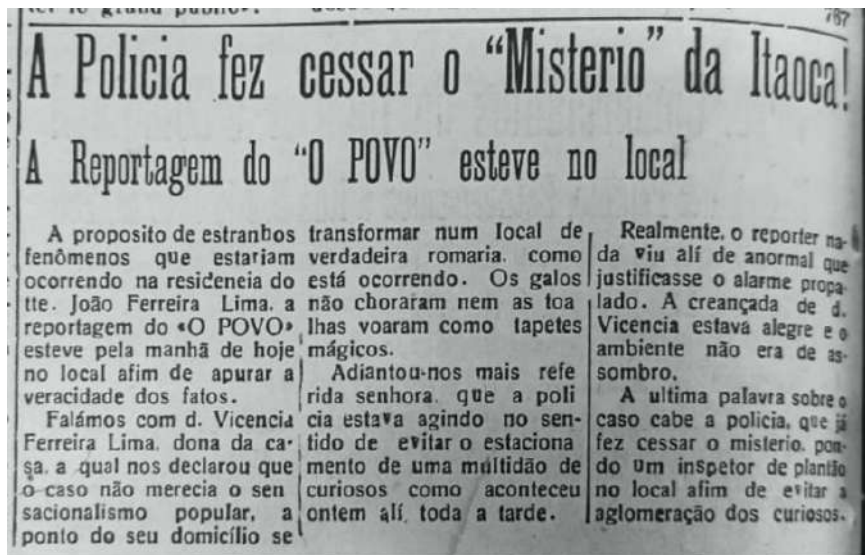 767
A Policia fez cessar o “Misterio” da Itaoca!
A Reportagem do “O POVO” esteve no local
A proposito de estranhos
fenômenos que estariam
ocorrendo na residencia do
tte. João Ferreira Lima, a
reportagem do «O POVO»
esteve pela manhã de hoje
no local afim de apurar a
veracidade dos fatos.
Falámos com d. Vicencia
Ferreira Lima, dona da ca-
sa, a qual nos declarou que
o caso não merecia o sen
sacionalismo popular, a
ponto do seu domicílio se
transformar num local de
verdadeira romaria, como
está ocorrendo. Os galos
não choraram nem as toa
lhas voaram como tapetes
mágicos.
Adiantou-nos mais refe
rida senhora, que a poli
cia estava agindo no sen-
tido de evitar o estaciona
mento de uma multidão de
curiosos como aconteceu
ontem alí, toda a tarde.
Realmente, o reporter na-
da viu alí de anormal que
justificasse o alarme propa-
lado. A creançada de d.
Vicencia estava alegre e o
ambiente não era de as-
sombro.
A ultima palavra sobre o
caso cabe a policia, que já
fez cessar o misterio, pon-
do um inspetor de plantão
no local afim de evitar a
aglomeração dos curiosos.